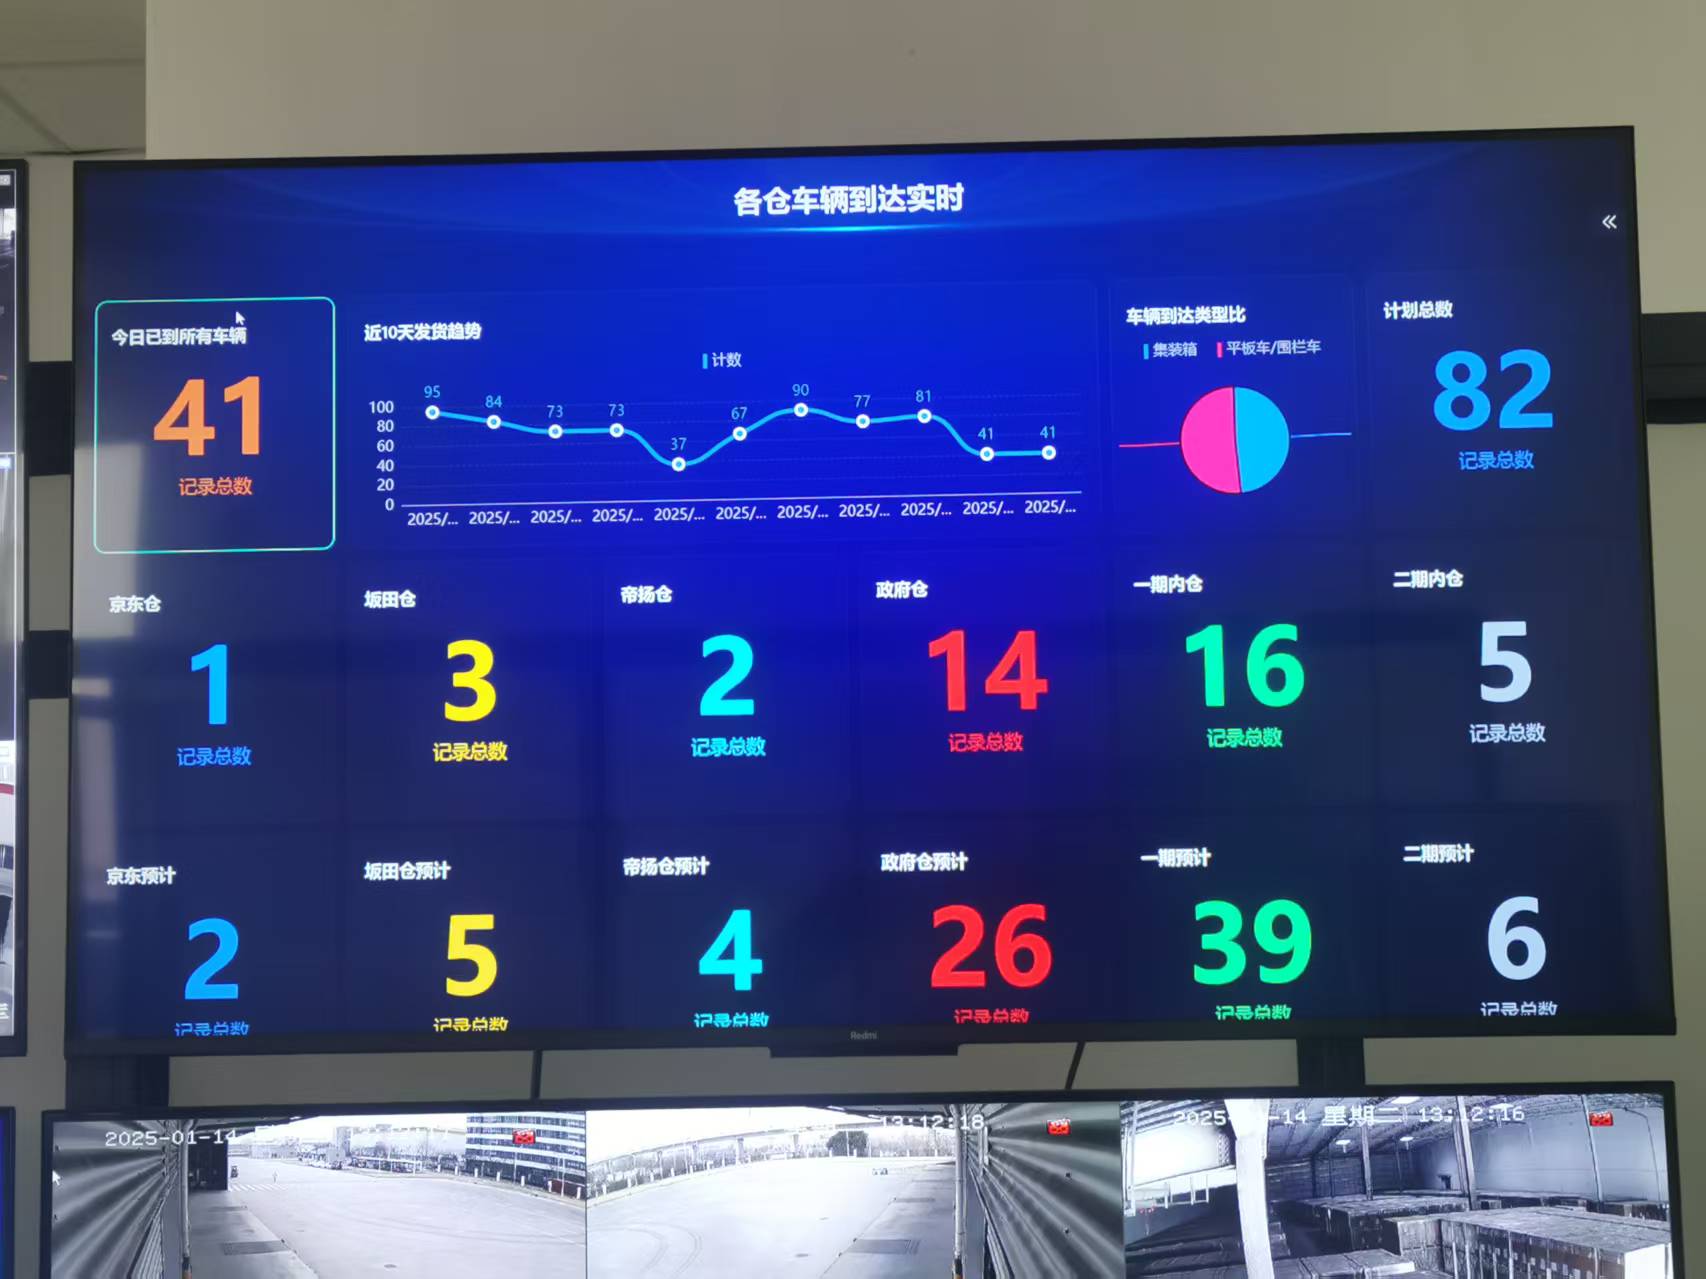 各仓车辆到达实时
«
今日已到所有车辆
41
记录总数
近10天发货趋势
计数
95 84 73 73 37 67 90 77 81 41 41
100
80
60
40
20
0
2025/... 2025/... 2025/... 2025/... 2025/... 2025/... 2025/... 2025/... 2025/... 2025/... 2025/...
车辆到达类型比
集装箱 平板车/围栏车
计划总数
82
记录总数
京东仓
1
记录总数
坂田仓
3
记录总数
帝扬仓
2
记录总数
政府仓
14
记录总数
一期内仓
16
记录总数
二期内仓
5
记录总数
京东预计
2
记录总数
坂田仓预计
5
记录总数
帝扬仓预计
4
记录总数
政府仓预计
26
记录总数
一期预计
39
记录总数
二期预计
6
记录总数
Redmi
2025-01-14
13:12:18
2025 -14 星期二 13:12:16